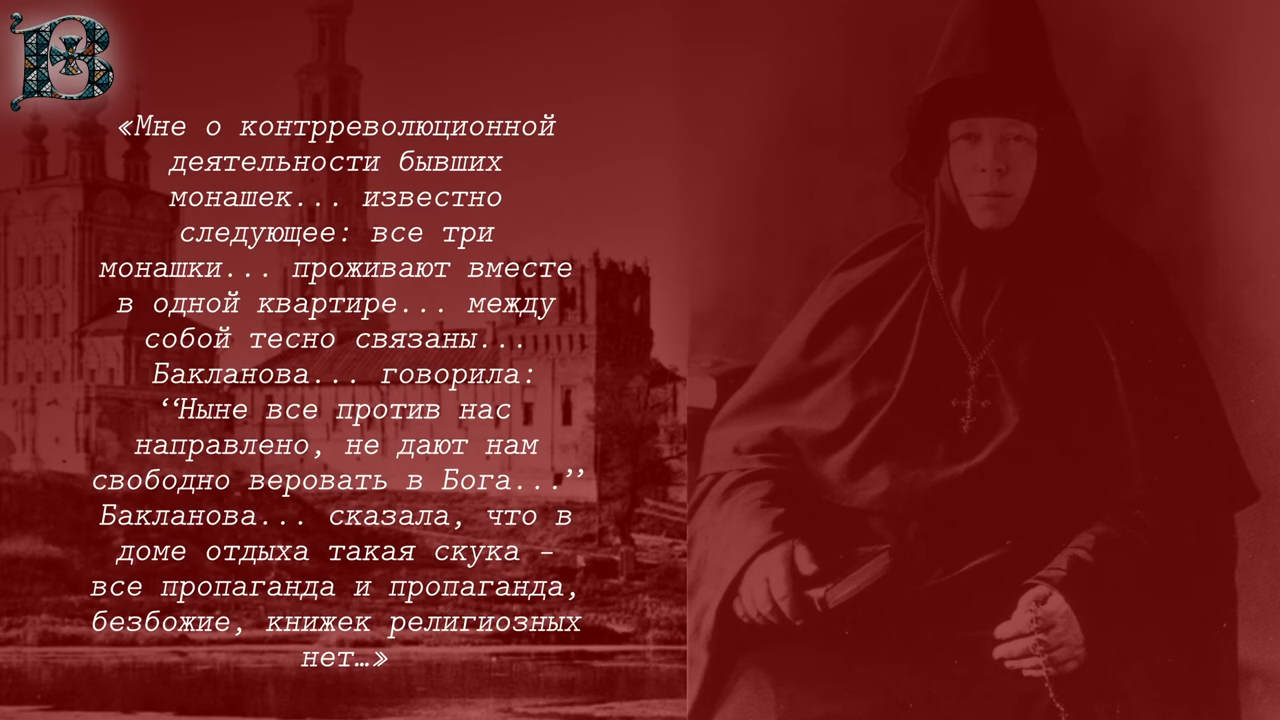 «Мне о контрреволюционной
деятельности бывших
монашек... известно
следующее: все три
монашки... проживают вместе
в одной квартире... между
собой тесно связаны...
Бакланова... говорила:
‘‘Ныне все против нас
направлено, не дают нам
свободно веровать в Бога...’’
Бакланова... сказала, что в
доме отдыха такая скука –
все пропаганда и пропаганда,
безбожие, книжек религиозных
нет…»